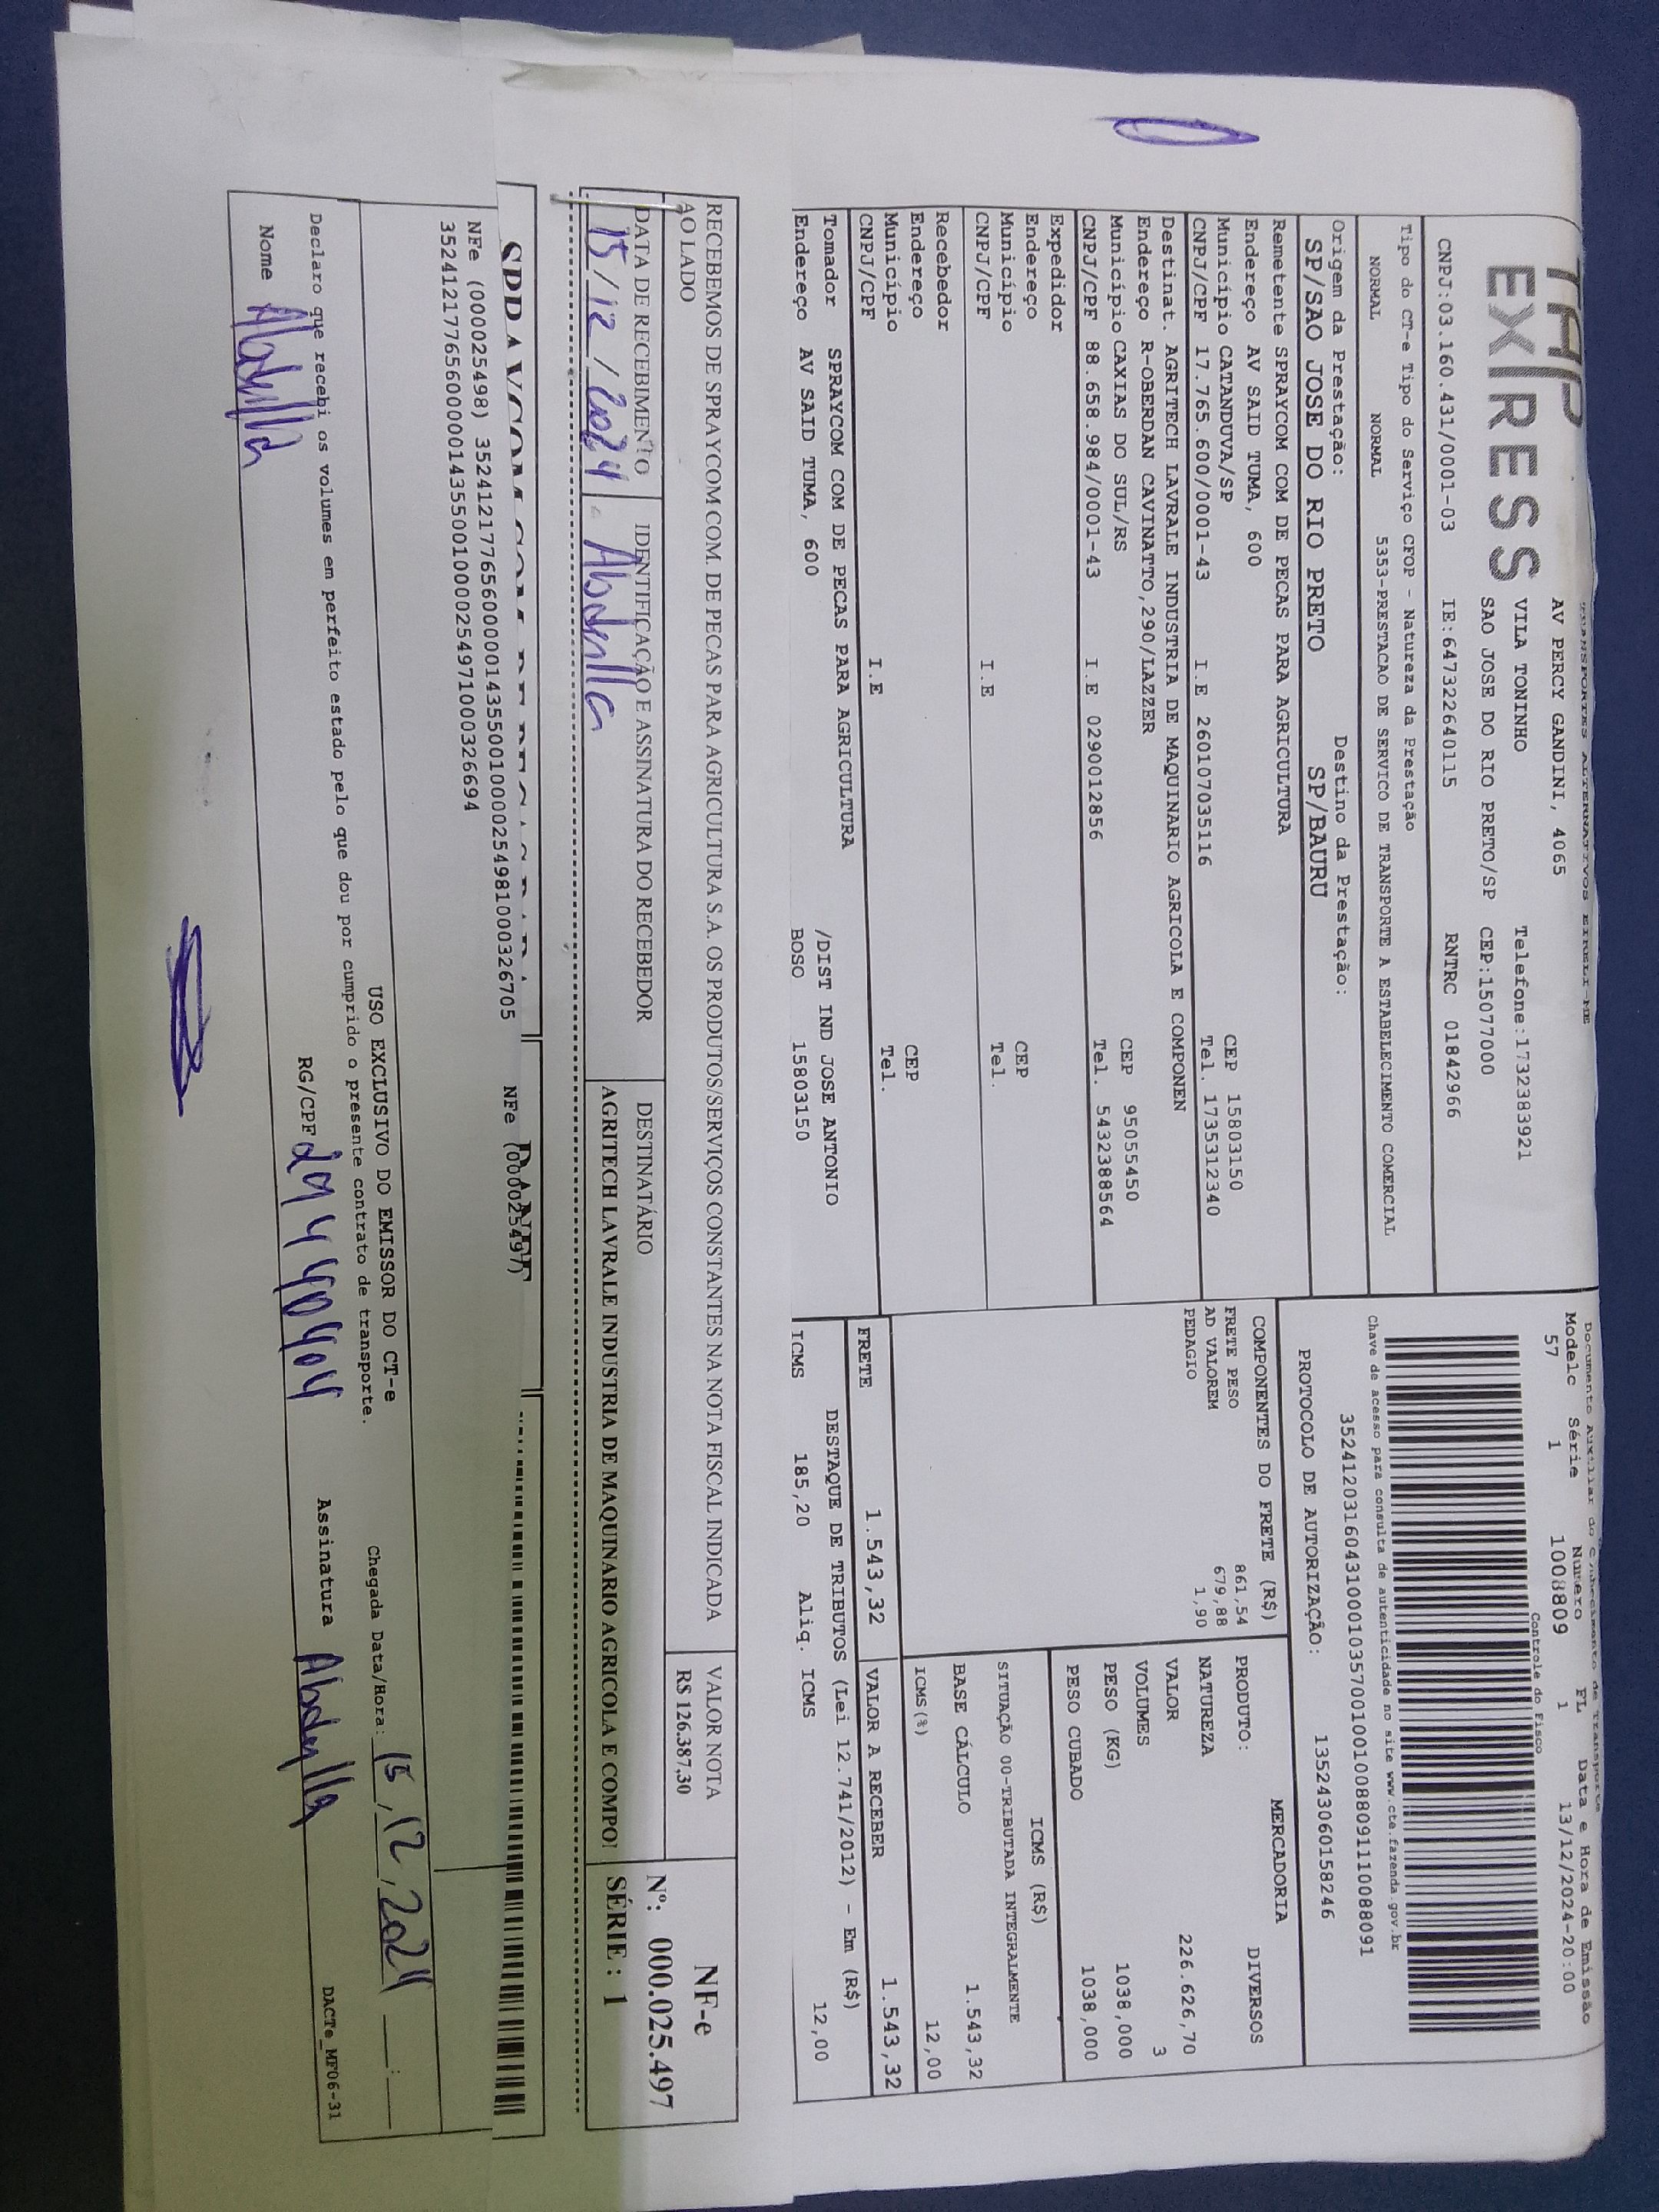 TRANSPORTES ALTERNATIVOS EIRELI-ME
TAP
EXPRESS
AV PERCY GANDINI, 4065
VILA TONINHO Telefone:1732383921
SAO JOSE DO RIO PRETO/SP CEP:15077000
CNPJ:03.160.431/0001-03 IE:647322640115 RNTRC 01842966
Documento Auxiliar do Conhecimento de Transporte
Modelo Série Numero FL Data e Hora de Emissão
57 1 1008809 1 13/12/2024-20:00
Controle do Fisco
Chave de acesso para consulta de autenticidade no site www.cte.fazenda.gov.br
35241203160431000103570010010088091110088091
PROTOCOLO DE AUTORIZAÇÃO: 135243060158246
Tipo do CT-e Tipo do Serviço CFOP - Natureza da Prestação
NORMAL NORMAL 5353-PRESTACAO DE SERVICO DE TRANSPORTE A ESTABELECIMENTO COMERCIAL
Origem da Prestação: Destino da Prestação:
SP/SAO JOSE DO RIO PRETO SP/BAURU
Remetente SPRAYCOM COM DE PECAS PARA AGRICULTURA
Endereço AV SAID TUMA, 600
Município CATANDUVA/SP CEP 15803150
CNPJ/CPF 17.765.600/0001-43 I.E 260107035116 Tel. 1735312340
Destinat. AGRITECH LAVRALE INDUSTRIA DE MAQUINARIO AGRICOLA E COMPONEN
Endereço R-OBERDAN CAVINATTO,290/LAZZER
Município CAXIAS DO SUL/RS CEP 95055450
CNPJ/CPF 88.658.984/0001-43 I.E 0290012856 Tel. 5432388564
Expedidor
Endereço
Município CEP
CNPJ/CPF I.E Tel.
Recebedor
Endereço
Município CEP
CNPJ/CPF I.E Tel.
Tomador SPRAYCOM COM DE PECAS PARA AGRICULTURA
/DIST IND JOSE ANTONIO
Endereço AV SAID TUMA, 600 BOSO 15803150
COMPONENTES DO FRETE (R$)
FRETE PESO 861,54
AD VALOREM 679,88
PEDAGIO 1,90
MERCADORIA
PRODUTO: DIVERSOS
NATUREZA
VALOR 226.626,70
VOLUMES 3
PESO (KG) 1038,000
PESO CUBADO 1038,000
ICMS (R$)
SITUAÇÃO 00-TRIBUTADA INTEGRALMENTE
BASE CÁLCULO 1.543,32
ICMS(%) 12,00
FRETE 1.543,32 VALOR A RECEBER 1.543,32
DESTAQUE DE TRIBUTOS (Lei 12.741/2012) - Em (R$)
ICMS 185,20 Aliq. ICMS 12,00
RECEBEMOS DE SPRAYCOM COM. DE PECAS PARA AGRICULTURA S.A. OS PRODUTOS/SERVIÇOS CONSTANTES NA NOTA FISCAL INDICADA
AO LADO
VALOR NOTA
R$ 126.387,30
NF-e
Nº: 000.025.497
SÉRIE : 1
DATA DE RECEBIMENTO IDENTIFICAÇÃO E ASSINATURA DO RECEBEDOR DESTINATÁRIO
15/12/2024
AGRITECH LAVRALE INDUSTRIA DE MAQUINARIO AGRICOLA E COMPO
SPRAYCOM COM DE PECAS PARA
DANFE
NFe (000025498) 35241217765600000143550010000254981000326705 NFe (000025497)
35241217765600000143550010000254971000326694
USO EXCLUSIVO DO EMISSOR DO CT-e
Declaro que recebi os volumes em perfeito estado pelo que dou por cumprido o presente contrato de transporte.
Chegada Data/Hora: 15/12/2024
Nome RG/CPF Assinatura
DACTe_MF06-31